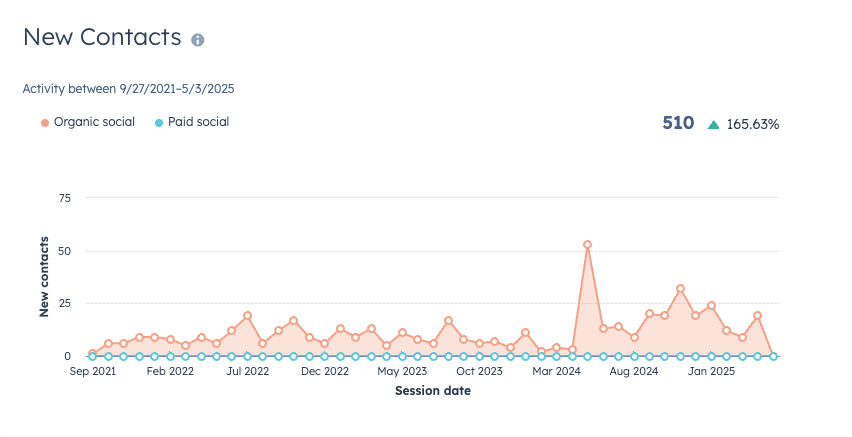 New Contacts
Activity between 9/27/2021–5/3/2025
Organic social Paid social 510 165.63%
75
50
25
0
New contacts
Sep 2021 Feb 2022 Jul 2022 Dec 2022 May 2023 Oct 2023 Mar 2024 Aug 2024 Jan 2025
Session date